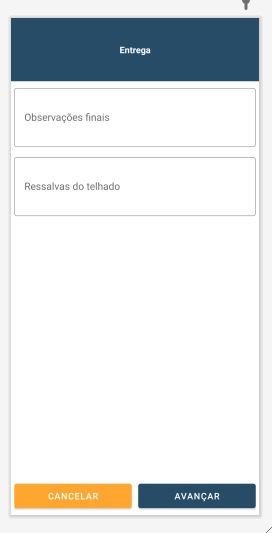 Entrega
Observações finais
Ressalvas do telhado
CANCELAR
AVANÇAR